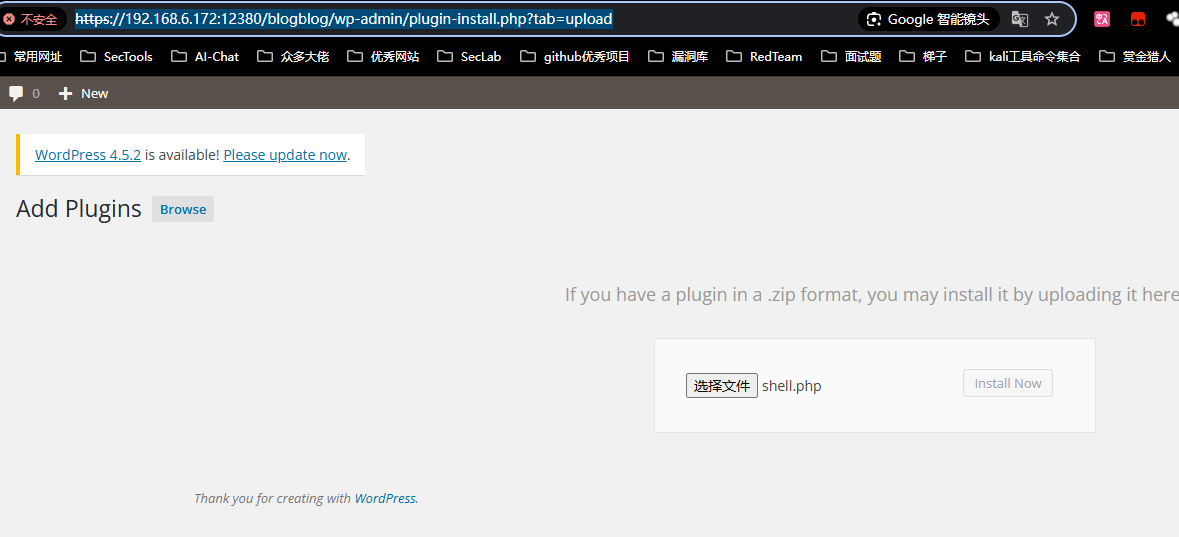 不安全 https://192.168.6.172:12380/blogblog/wp-admin/plugin-install.php?tab=upload Google 智能镜头
常用网址 SecTools AI-Chat 众多大佬 优秀网站 SecLab github优秀项目 漏洞库 RedTeam 面试题 梯子 kali工具命令集合 赏金猎人
0 New
WordPress 4.5.2 is available! Please update now.
Add Plugins Browse
If you have a plugin in a .zip format, you may install it by uploading it here
选择文件 shell.php Install Now
Thank you for creating with WordPress.